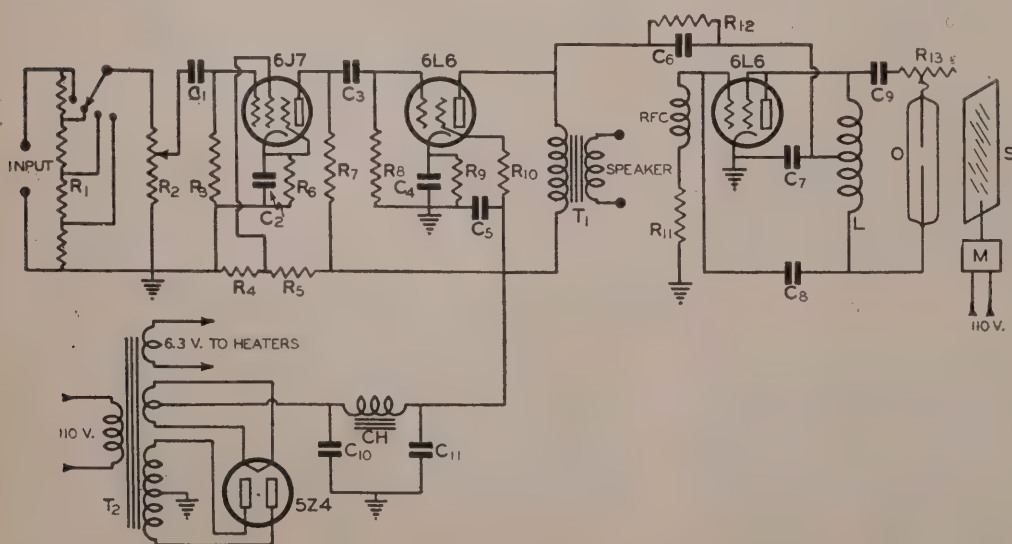 6J7
6L6
6L6
INPUT
R1
R2
C1
R3
C2
R6
R7
C3
R8
C4
R9
C5
R10
R4
R5
T1
SPEAKER
R12
C6
RFC
R11
C7
C8
L
C9
R13
O
S
M
110 V.
6.3 V. TO HEATERS
110 V.
T2
5Z4
C10
CH
C11